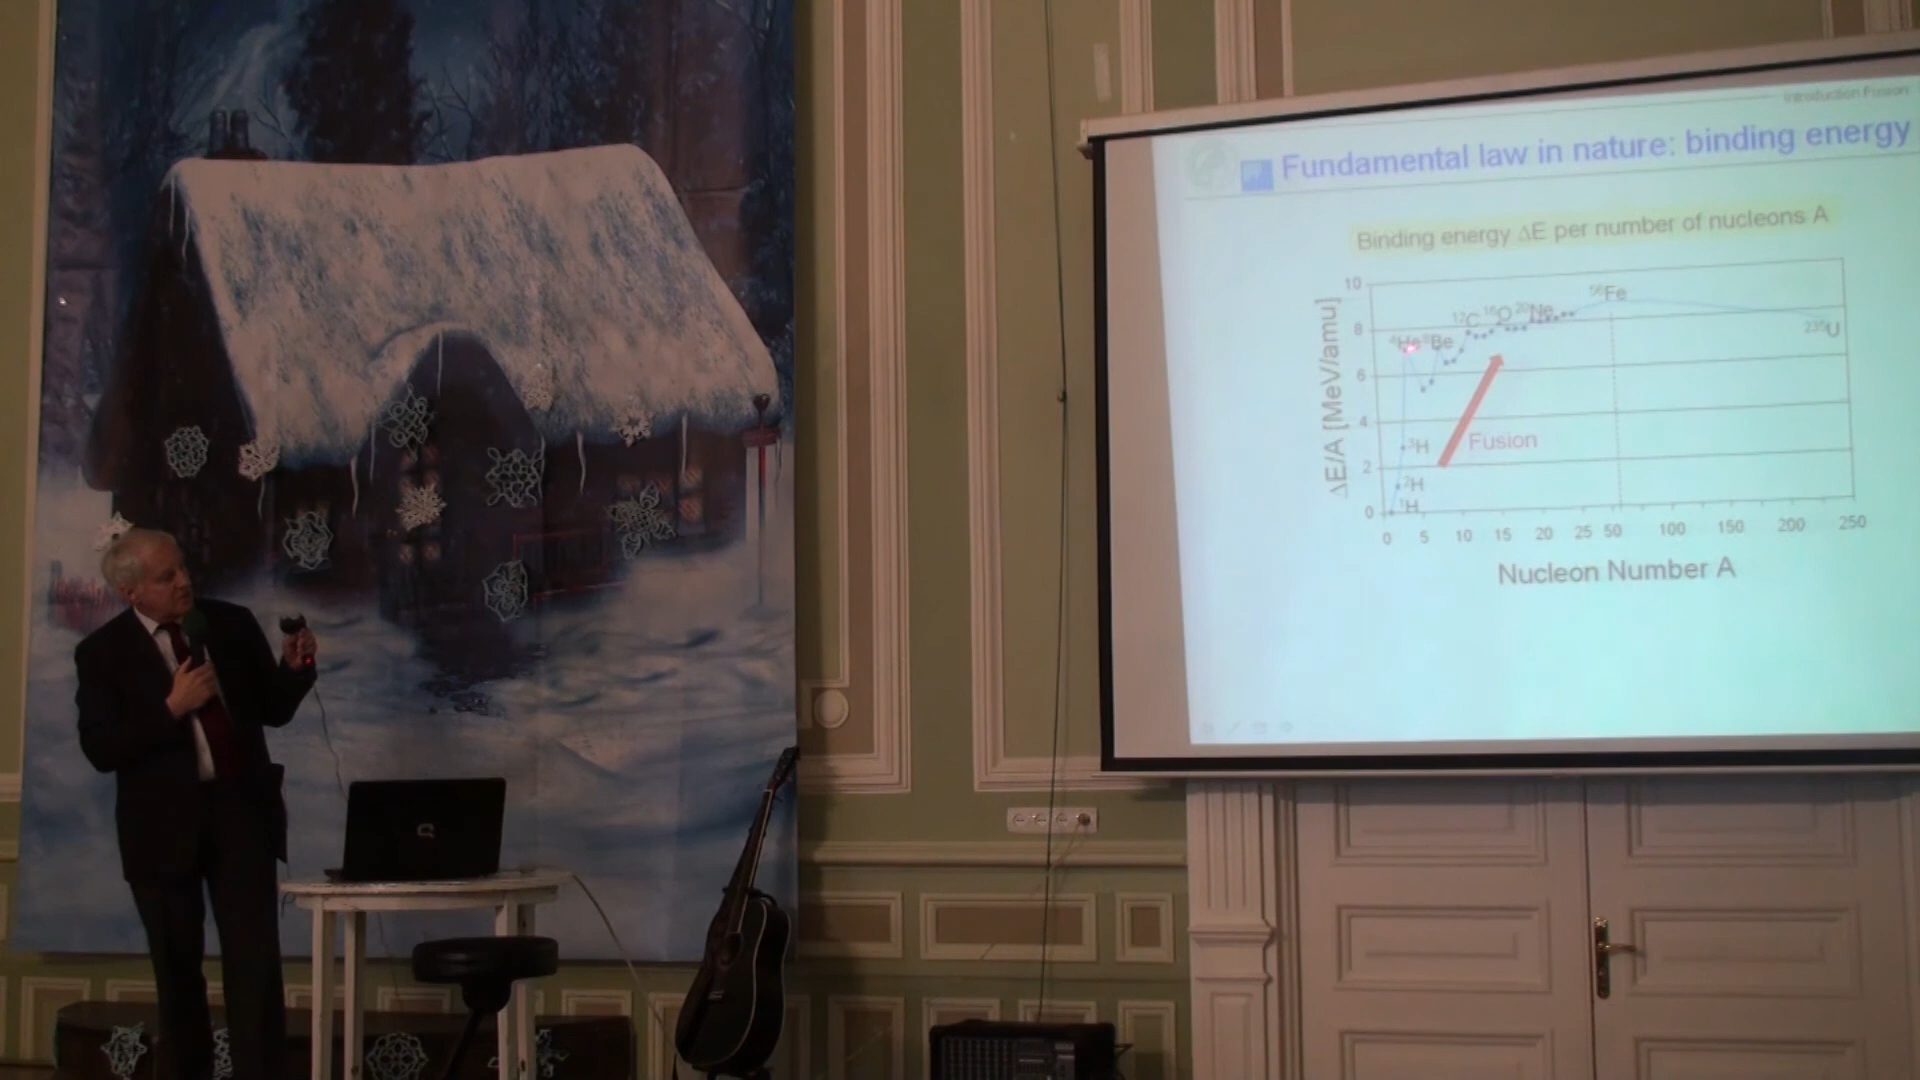 Introduction Fusion
Fundamental law in nature: binding energy
Binding energy ΔE per number of nucleons A
ΔE/A [MeV/amu]
10
8
6
4
2
0
⁵⁶Fe
¹²C ¹⁶O ²⁰Ne
²³⁵U
⁴He ⁸Be
³H
Fusion
²H
¹H
0 5 10 15 20 25 50 100 150 200 250
Nucleon Number A